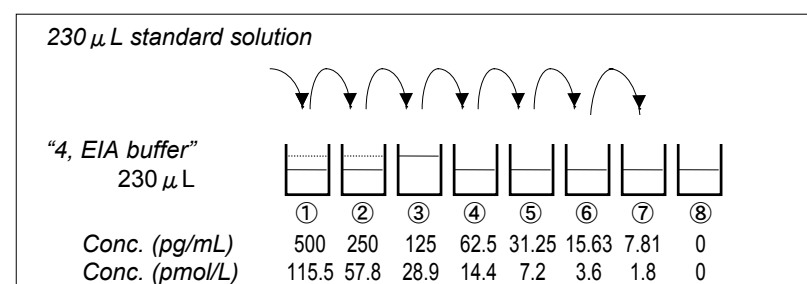 230 μL standard solution
“4, EIA buffer”
230 μL
① ② ③ ④ ⑤ ⑥ ⑦ ⑧
Conc. (pg/mL) 500 250 125 62.5 31.25 15.63 7.81 0
Conc. (pmol/L) 115.5 57.8 28.9 14.4 7.2 3.6 1.8 0